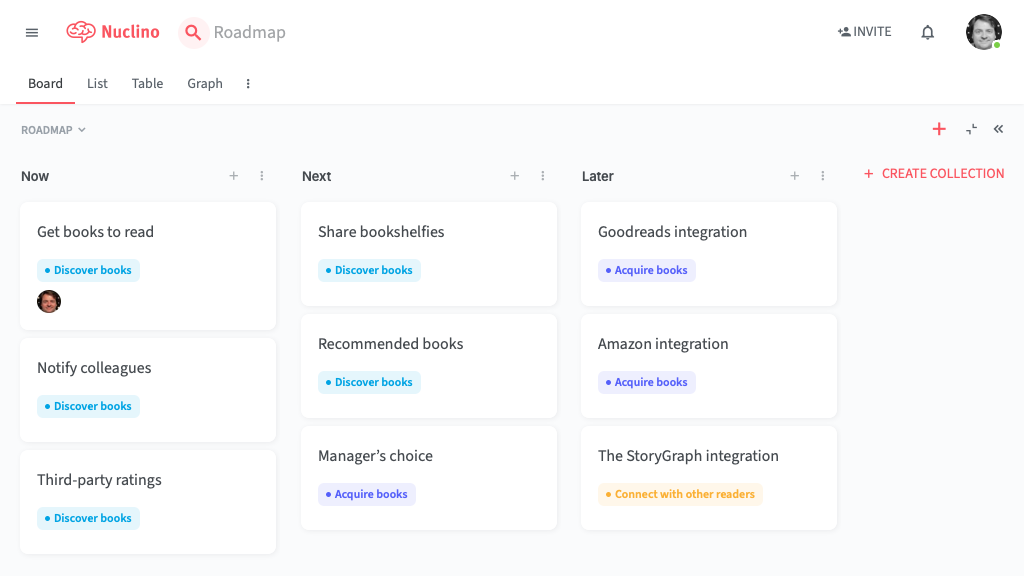 Nuclino
Roadmap
INVITE
Board
List
Table
Graph
ROADMAP
Now
Get books to read
Discover books
Notify colleagues
Discover books
Third-party ratings
Discover books
Next
Share bookshelfies
Discover books
Recommended books
Discover books
Manager’s choice
Acquire books
Later
Goodreads integration
Acquire books
Amazon integration
Acquire books
The StoryGraph integration
Connect with other readers
+ CREATE COLLECTION